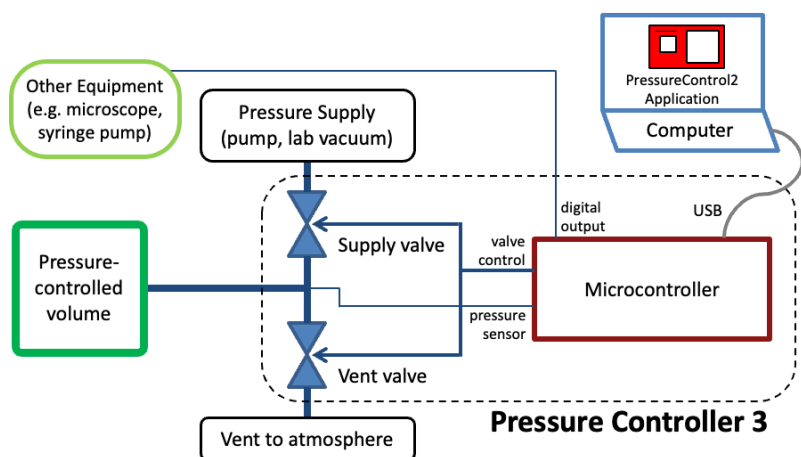 Other Equipment
(e.g. microscope,
syringe pump)
Pressure Supply
(pump, lab vacuum)
PressureControl2
Application
Computer
digital
output
USB
Supply valve
valve
control
Pressure-
controlled
volume
Microcontroller
pressure
sensor
Vent valve
Vent to atmosphere
Pressure Controller 3